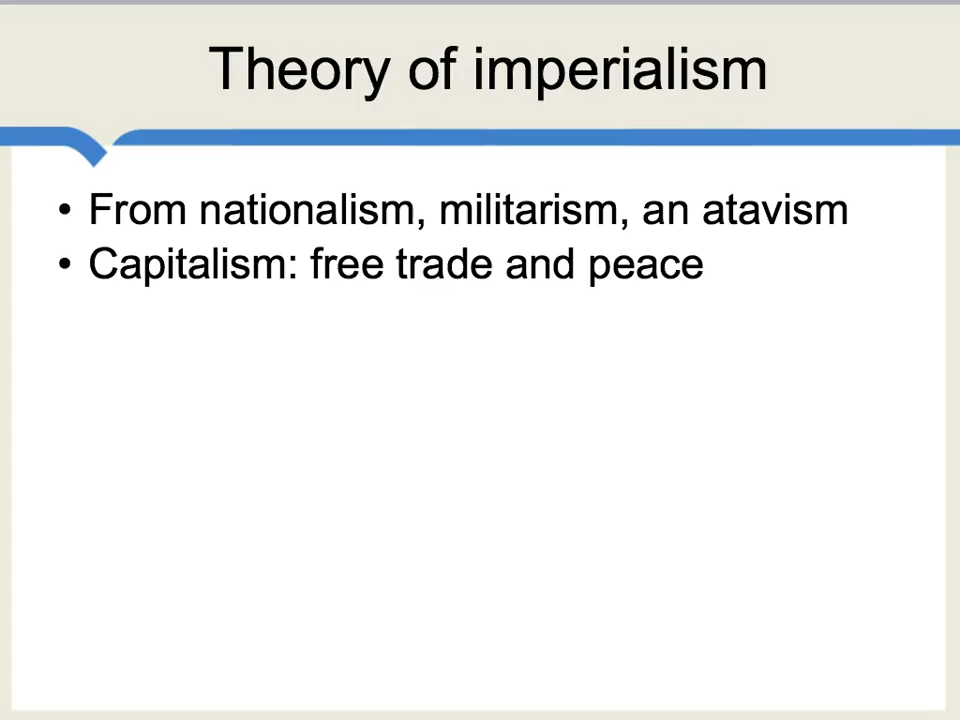 Theory of imperialism
• From nationalism, militarism, an atavism
• Capitalism: free trade and peace